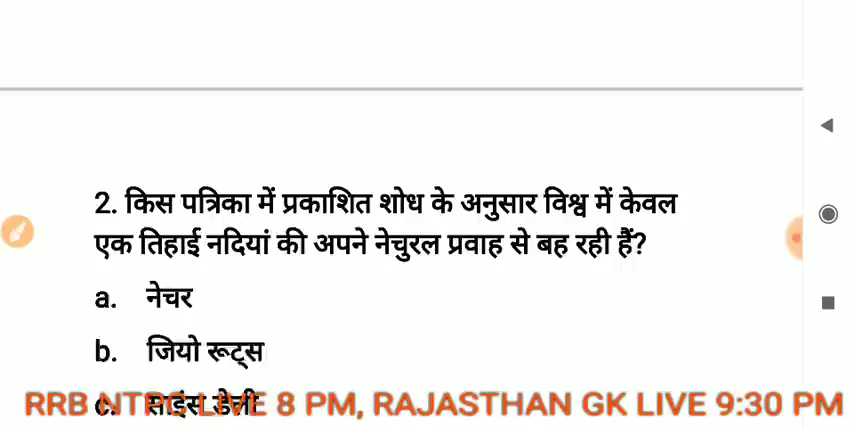 2. किस पत्रिका में प्रकाशित शोध के अनुसार विश्व में केवल
एक तिहाई नदियां की अपने नेचुरल प्रवाह से बह रही हैं?
a. नेचर
b. जियो रूट्स
c. साइंस डेली
RRB NTPC LIVE 8 PM, RAJASTHAN GK LIVE 9:30 PM